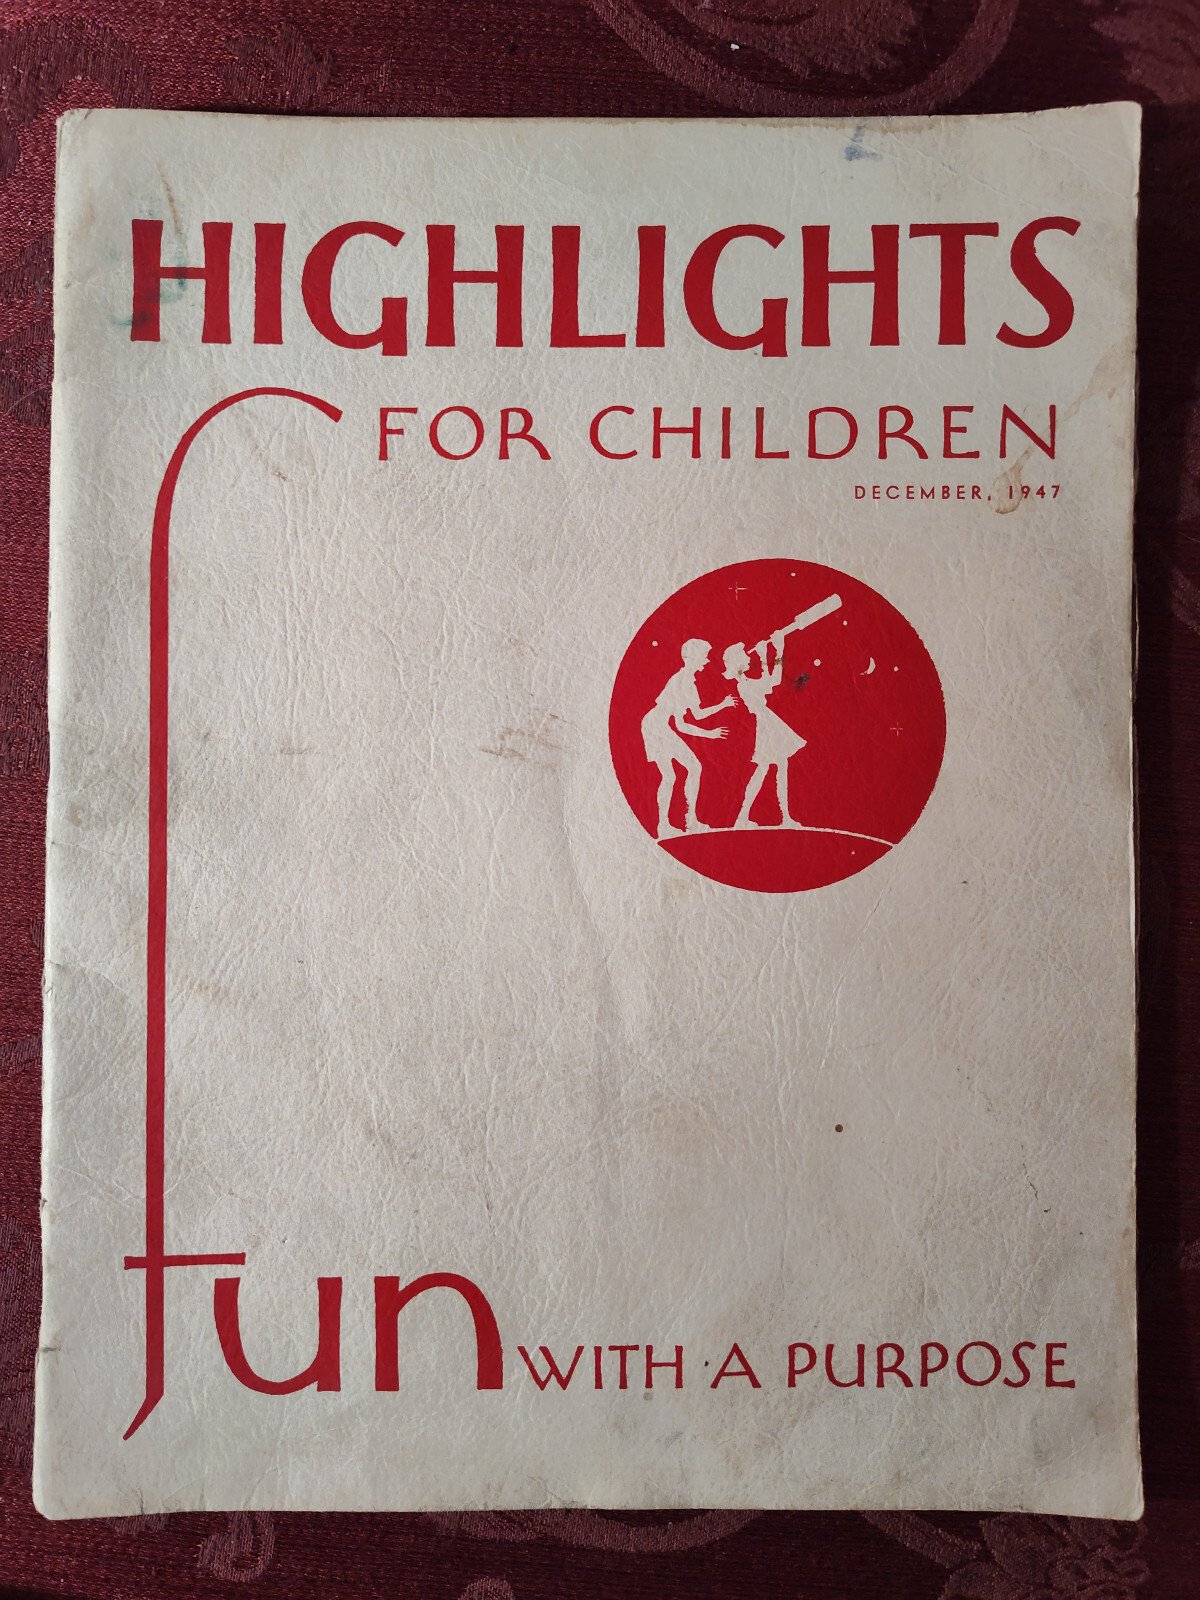 HIGHLIGHTS
FOR CHILDREN
DECEMBER, 1947
fun WITH A PURPOSE